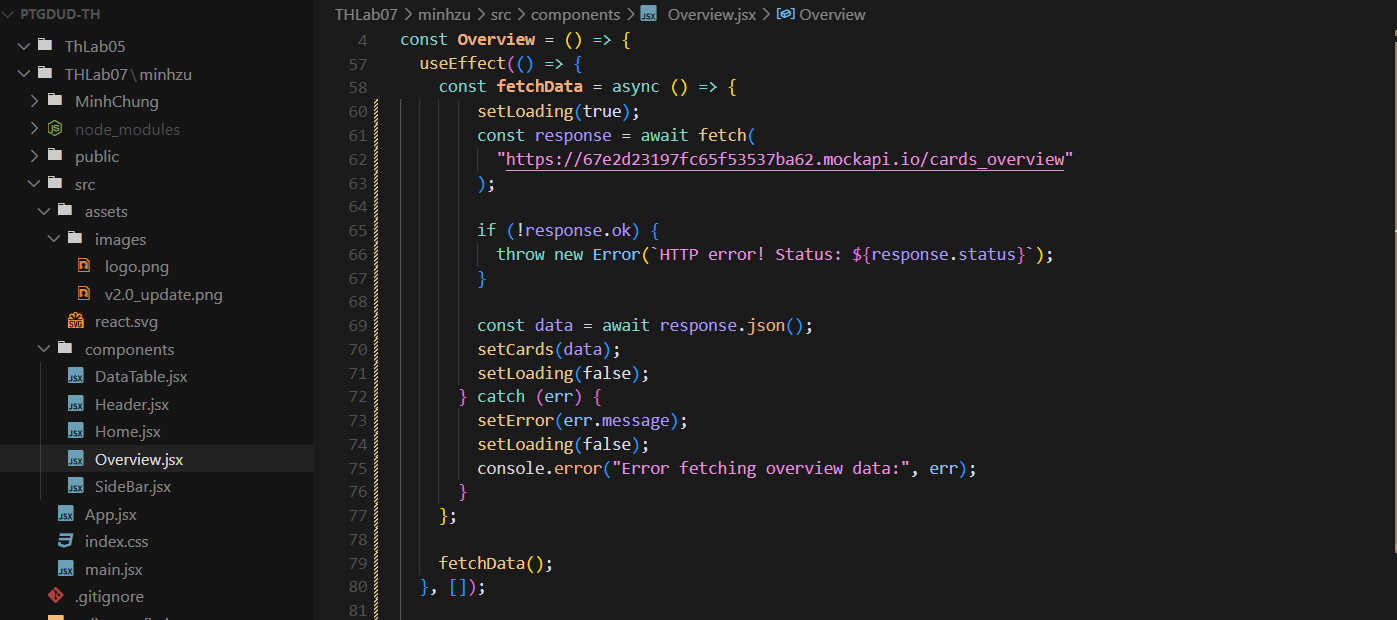 PTGDUD-TH
ThLab05
THLab07\minhzu
MinhChung
node_modules
public
src
assets
images
logo.png
v2.0_update.png
react.svg
components
DataTable.jsx
Header.jsx
Home.jsx
Overview.jsx
SideBar.jsx
App.jsx
index.css
main.jsx
.gitignore
THLab07 > minhzu > src > components > Overview.jsx > Overview
4 const Overview = () => {
57 useEffect(() => {
58 const fetchData = async () => {
60 setLoading(true);
61 const response = await fetch(
62 "https://67e2d23197fc65f53537ba62.mockapi.io/cards_overview"
63 );
64
65 if (!response.ok) {
66 throw new Error(`HTTP error! Status: ${response.status}`);
67 }
68
69 const data = await response.json();
70 setCards(data);
71 setLoading(false);
72 } catch (err) {
73 setError(err.message);
74 setLoading(false);
75 console.error("Error fetching overview data:", err);
76 }
77 };
78
79 fetchData();
80 }, []);
81